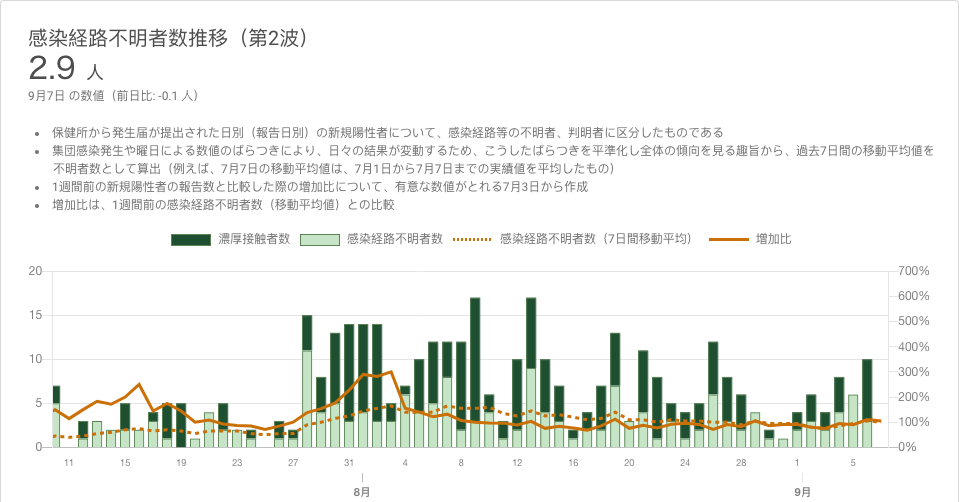 感染経路不明者数推移（第2波）
2.9 人
9月7日 の数値（前日比: -0.1 人）
• 保健所から発生届が提出された日別（報告日別）の新規陽性者について、感染経路等の不明者、判明者に区分したものである
• 集団感染発生や曜日による数値のばらつきにより、日々の結果が変動するため、こうしたばらつきを平準化し全体の傾向を見る趣旨から、過去7日間の移動平均値を
不明者数として算出（例えば、7月7日の移動平均値は、7月1日から7月7日までの実績値を平均したもの）
• 1週間前の新規陽性者の報告数と比較した際の増加比について、有意な数値がとれる7月3日から作成
• 増加比は、1週間前の感染経路不明者数（移動平均値）との比較
濃厚接触者数 感染経路不明者数 感染経路不明者数（7日間移動平均） 増加比
20 700%
600%
15 500%
400%
10 300%
5 200%
100%
0 0%
11 15 19 23 27 31 4 8 12 16 20 24 28 1 5
8月 9月